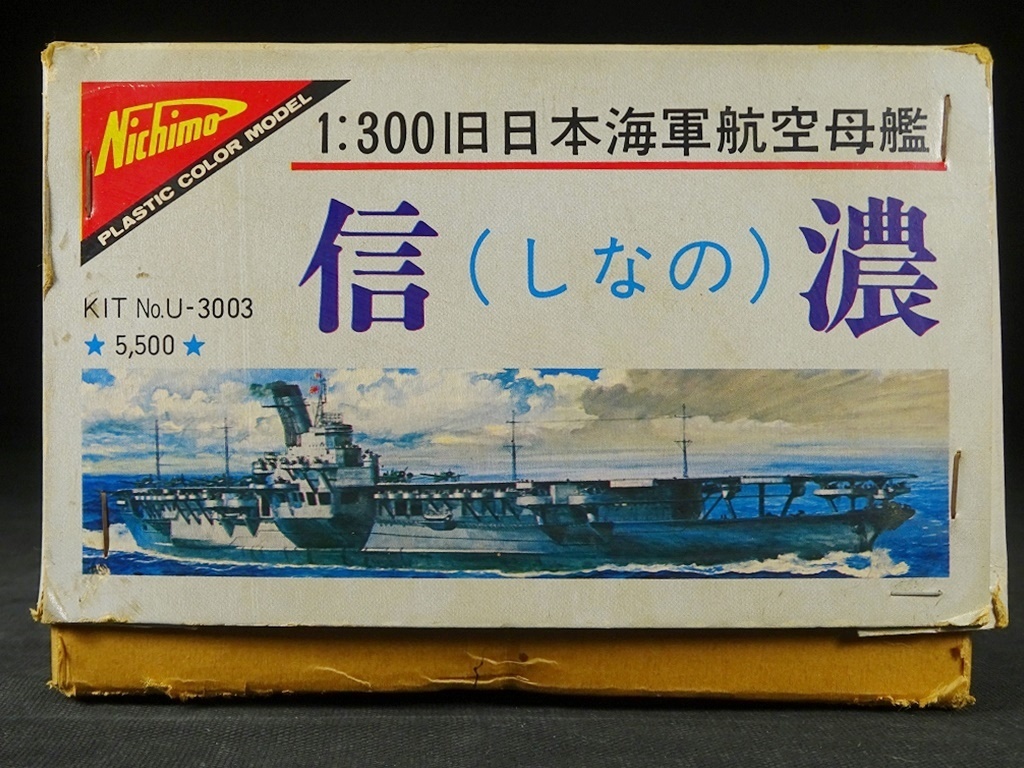 Nichimo
PLASTIC COLOR MODEL
1:300旧日本海軍航空母艦
信(しなの)濃
KIT No.U-3003
★ 5,500 ★